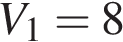 V₁ = 8